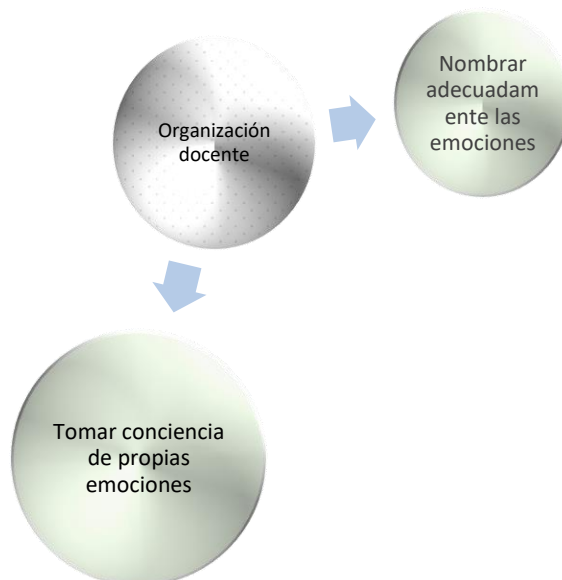 Organización
docente
Nombrar
adecuadam
ente las
emociones
Tomar conciencia
de propias
emociones